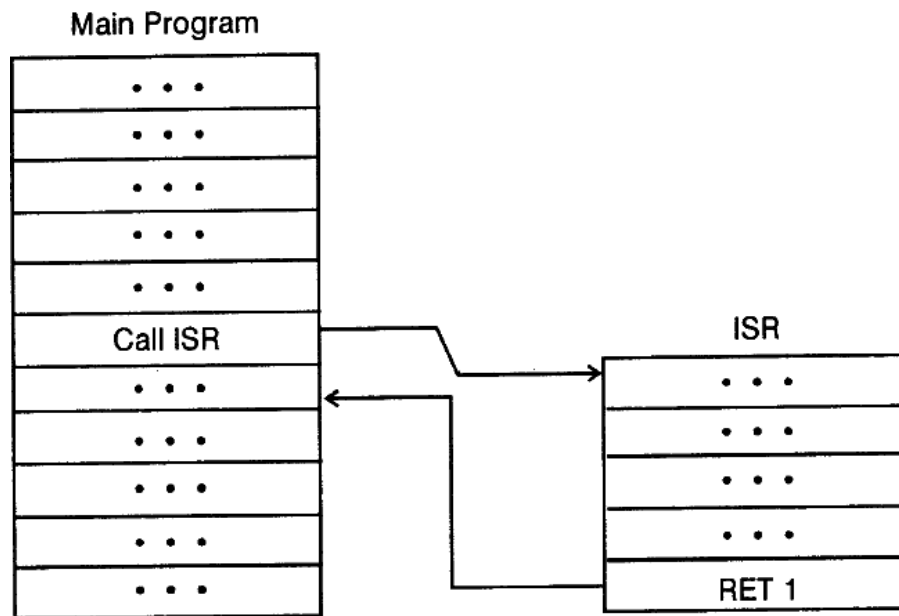 Main Program
• • •
• • •
• • •
• • •
• • •
Call ISR
• • •
• • •
• • •
• • •
• • •
ISR
• • •
• • •
• • •
• • •
RET 1